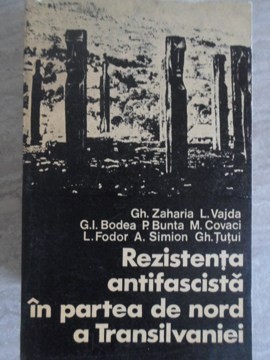 Gh. Zaharia L. Vajda
G.I. Bodea P. Bunta M. Covaci
L. Fodor A. Simion Gh. Țuțui
Rezistența
antifascistă
în partea de nord
a Transilvaniei